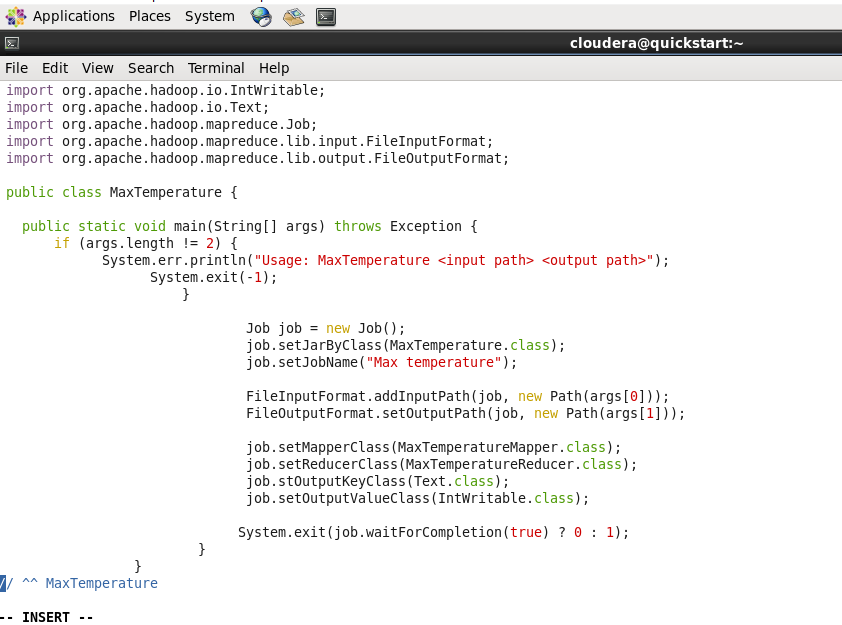 Applications Places System
cloudera@quickstart:~
File Edit View Search Terminal Help
import org.apache.hadoop.io.IntWritable;
import org.apache.hadoop.io.Text;
import org.apache.hadoop.mapreduce.Job;
import org.apache.hadoop.mapreduce.lib.input.FileInputFormat;
import org.apache.hadoop.mapreduce.lib.output.FileOutputFormat;
public class MaxTemperature {
public static void main(String[] args) throws Exception {
if (args.length != 2) {
System.err.println("Usage: MaxTemperature <input path> <output path>");
System.exit(-1);
}
Job job = new Job();
job.setJarByClass(MaxTemperature.class);
job.setJobName("Max temperature");
FileInputFormat.addInputPath(job, new Path(args[0]));
FileOutputFormat.setOutputPath(job, new Path(args[1]));
job.setMapperClass(MaxTemperatureMapper.class);
job.setReducerClass(MaxTemperatureReducer.class);
job.stOutputKeyClass(Text.class);
job.setOutputValueClass(IntWritable.class);
System.exit(job.waitForCompletion(true) ? 0 : 1);
}
}
// ^^ MaxTemperature
-- INSERT --